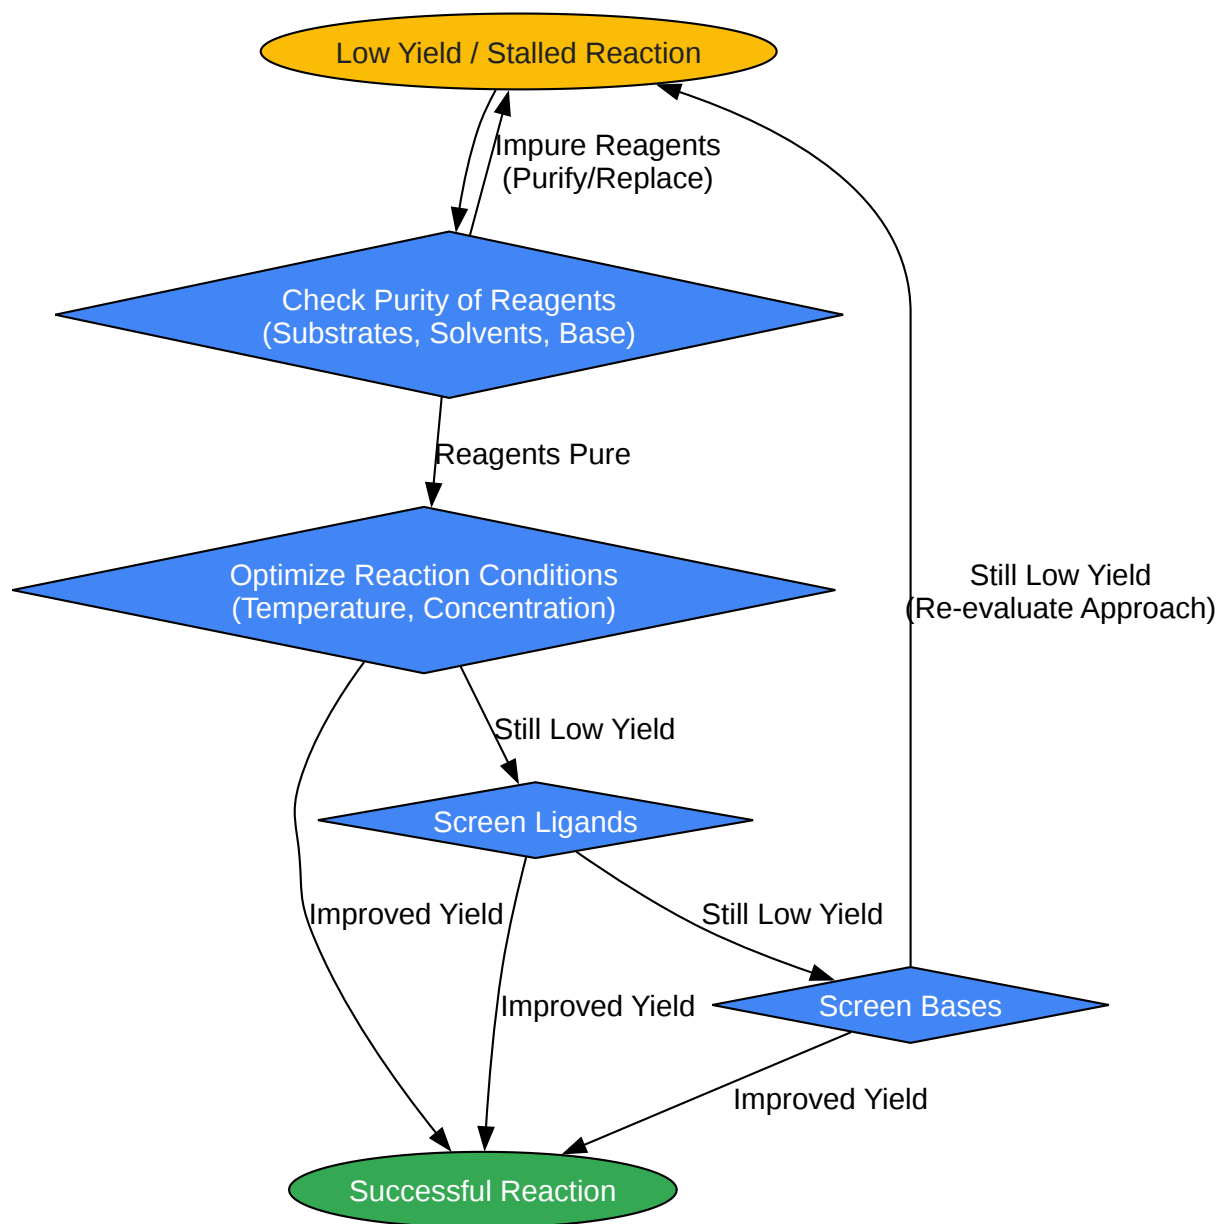 Low Yield / Stalled Reaction
Impure Reagents
(Purify/Replace)
Check Purity of Reagents
(Substrates, Solvents, Base)
Reagents Pure
Optimize Reaction Conditions
(Temperature, Concentration)
Still Low Yield
(Re-evaluate Approach)
Still Low Yield
Screen Ligands
Improved Yield
Still Low Yield
Improved Yield
Screen Bases
Improved Yield
Successful Reaction